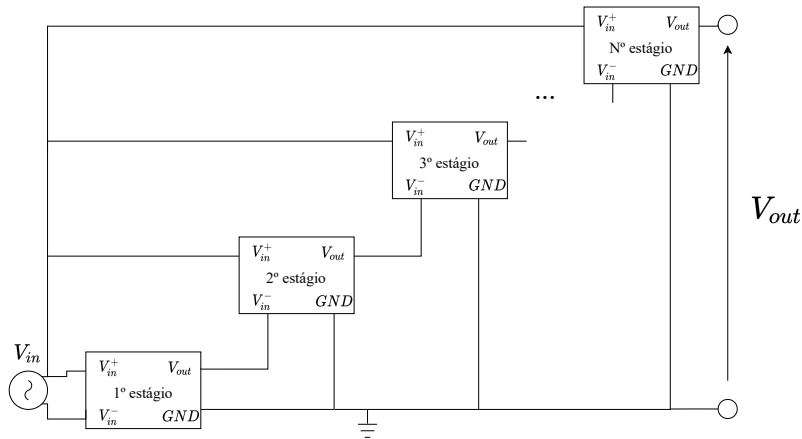 V_in^+ V_out
Nº estágio
V_in^- GND
...
V_in^+ V_out
3º estágio
V_in^- GND
V_out
V_in^+ V_out
2º estágio
V_in^- GND
V_in
V_in^+ V_out
1º estágio
V_in^- GND